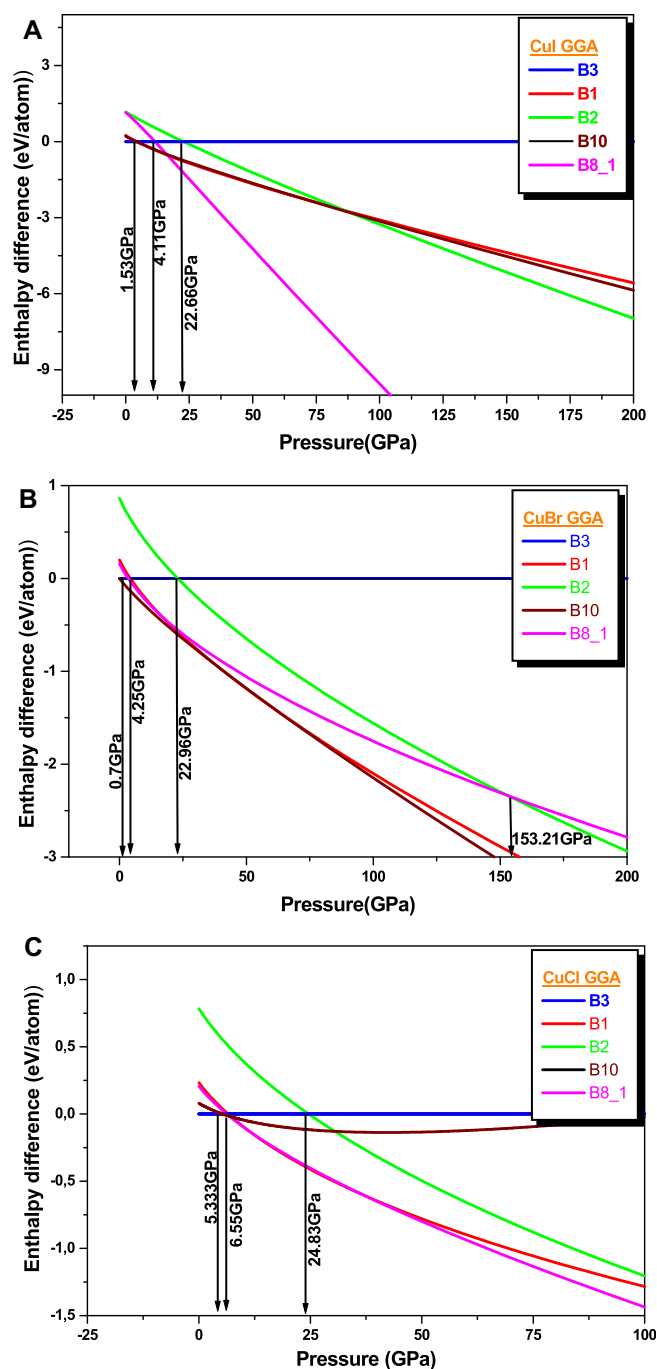 A
CuI GGA
B3
B1
B2
B10
B8_1
Enthalpy difference (eV/atom))
3
0
-3
-6
-9
1.53GPa
4.11GPa
22.66GPa
-25 0 25 50 75 100 125 150 175 200
Pressure(GPa)
B
CuBr GGA
B3
B1
B2
B10
B8_1
Enthalpy difference (eV/atom))
1
0
-1
-2
-3
0.7GPa
4.25GPa
22.96GPa
153.21GPa
0 50 100 150 200
Pressure(GPa)
C
CuCl GGA
B3
B1
B2
B10
B8_1
Enthalpy difference (eV/atom))
1,0
0,5
0,0
-0,5
-1,0
-1,5
5.333GPa
6.55GPa
24.83GPa
-25 0 25 50 75 100
Pressure (GPa)